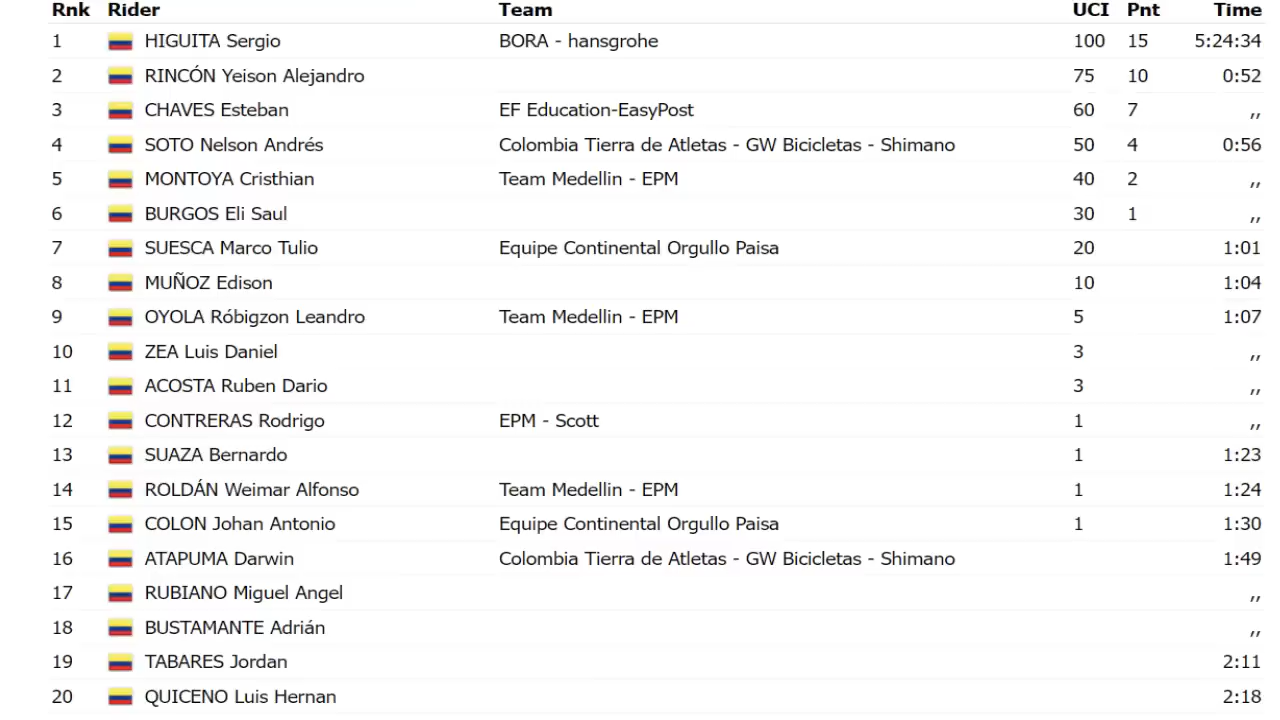 Rnk Rider Team UCI Pnt Time
1 HIGUITA Sergio BORA - hansgrohe 100 15 5:24:34
2 RINCÓN Yeison Alejandro 75 10 0:52
3 CHAVES Esteban EF Education-EasyPost 60 7 ,,
4 SOTO Nelson Andrés Colombia Tierra de Atletas - GW Bicicletas - Shimano 50 4 0:56
5 MONTOYA Cristhian Team Medellin - EPM 40 2 ,,
6 BURGOS Eli Saul 30 1 ,,
7 SUESCA Marco Tulio Equipe Continental Orgullo Paisa 20 1:01
8 MUÑOZ Edison 10 1:04
9 OYOLA Róbigzon Leandro Team Medellin - EPM 5 1:07
10 ZEA Luis Daniel 3 ,,
11 ACOSTA Ruben Dario 3 ,,
12 CONTRERAS Rodrigo EPM - Scott 1 ,,
13 SUAZA Bernardo 1 1:23
14 ROLDÁN Weimar Alfonso Team Medellin - EPM 1 1:24
15 COLON Johan Antonio Equipe Continental Orgullo Paisa 1 1:30
16 ATAPUMA Darwin Colombia Tierra de Atletas - GW Bicicletas - Shimano 1:49
17 RUBIANO Miguel Angel ,,
18 BUSTAMANTE Adrián ,,
19 TABARES Jordan 2:11
20 QUICENO Luis Hernan 2:18